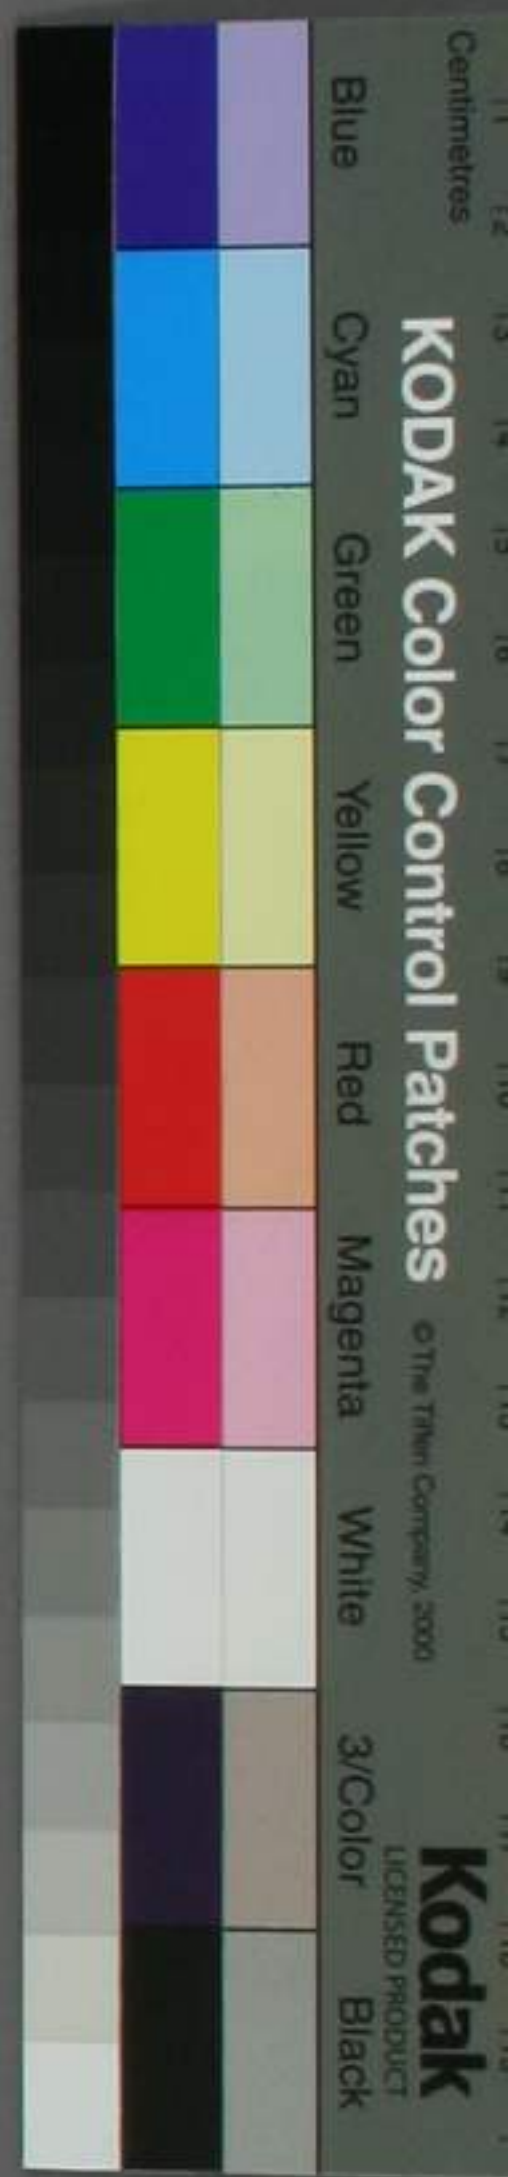 Centimetres
KODAK Color Control Patches © The Tiffen Company, 2000
Kodak
LICENSED PRODUCT
Blue Cyan Green Yellow Red Magenta White 3/Color Black